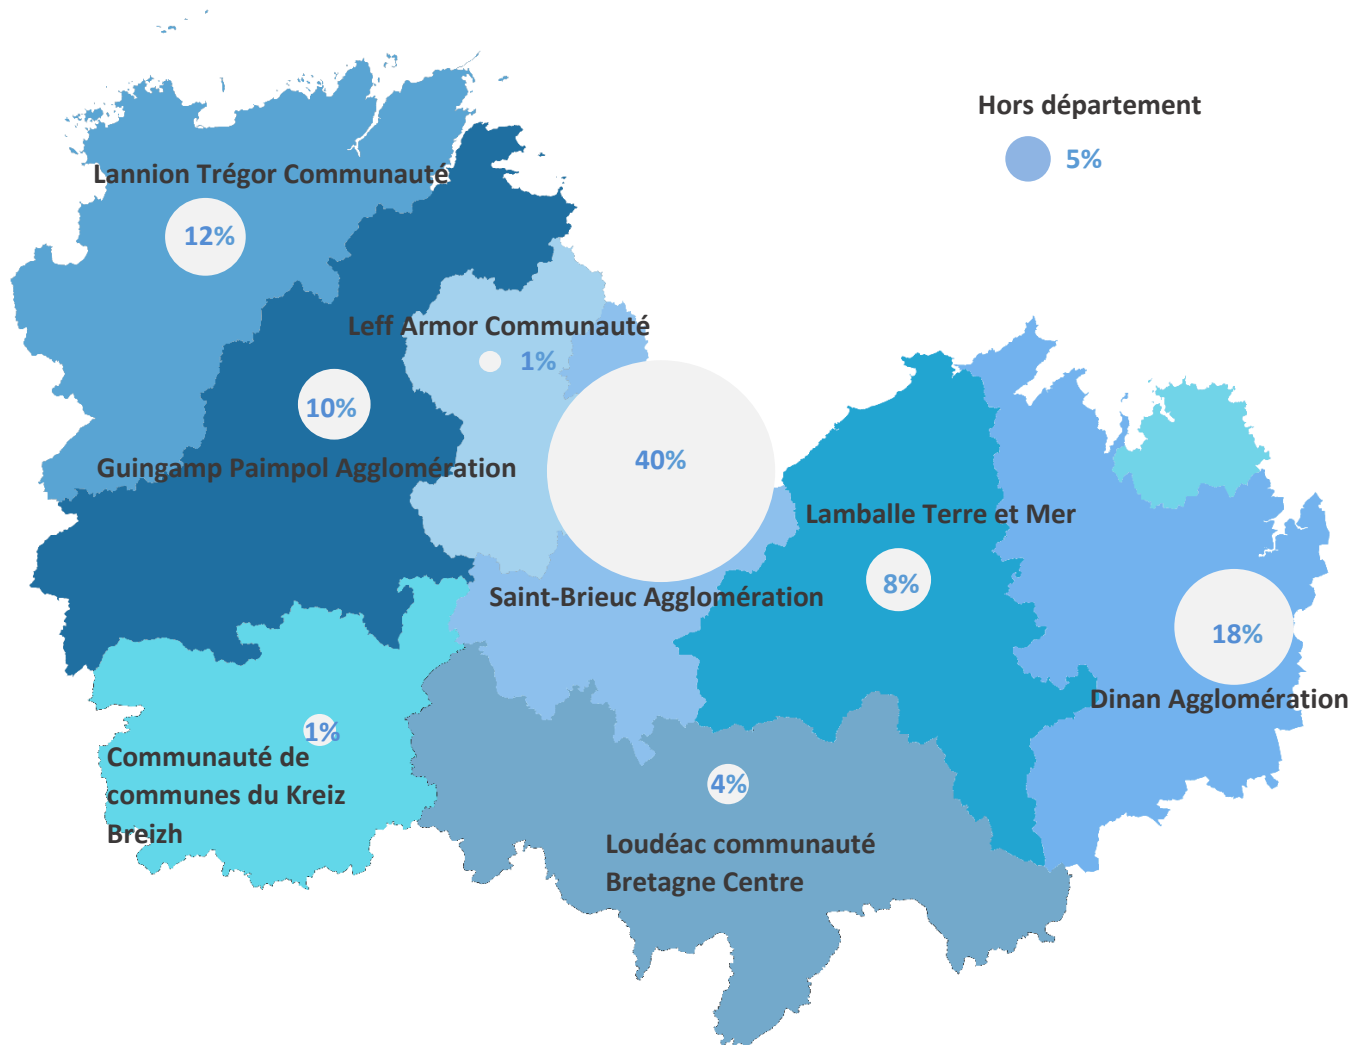 Hors département
5%
Lannion Trégor Communauté
12%
Leff Armor Communauté
1%
10%
Guingamp Paimpol Agglomération
40%
Lamballe Terre et Mer
8%
Saint-Brieuc Agglomération
18%
Dinan Agglomération
1%
Communauté de
communes du Kreiz
Breizh
4%
Loudéac communauté
Bretagne Centre